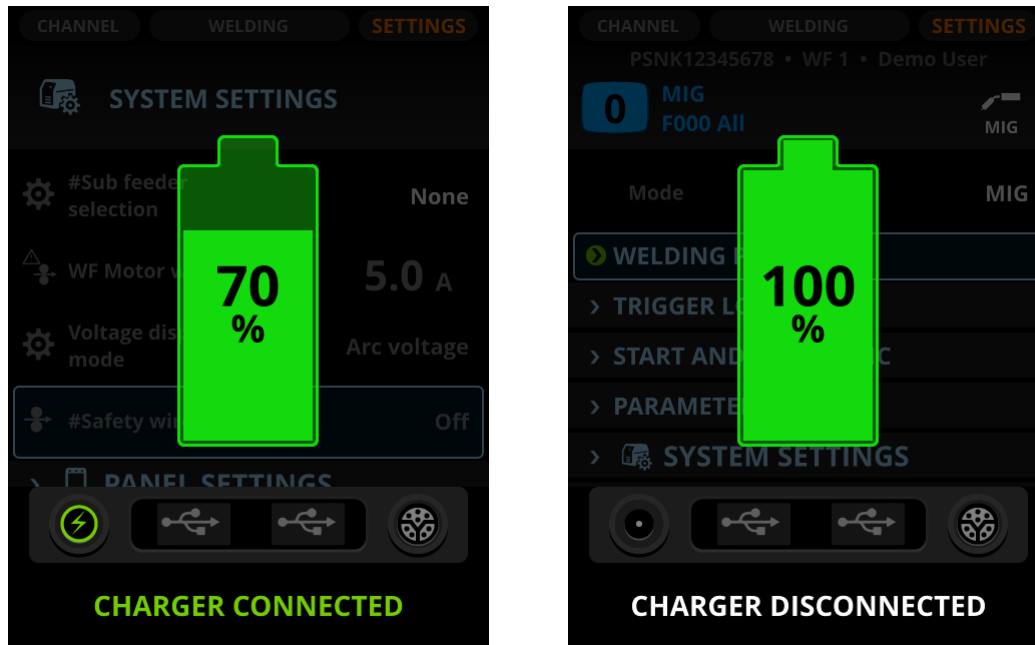 CHANNEL WELDING SETTINGS
SYSTEM SETTINGS
#Sub feeder
selection
None
WF Motor
5.0 A
Voltage
mode
Arc voltage
#Safety
Off
PANEL SETTINGS
70
%
CHARGER CONNECTED
CHANNEL WELDING SETTINGS
PSNK12345678 • WF 1 • Demo User
0
MIG
F000 All
MIG
Mode
MIG
WELDING
TRIGGER
START AND
PARAMETE
SYSTEM SETTINGS
100
%
CHARGER DISCONNECTED